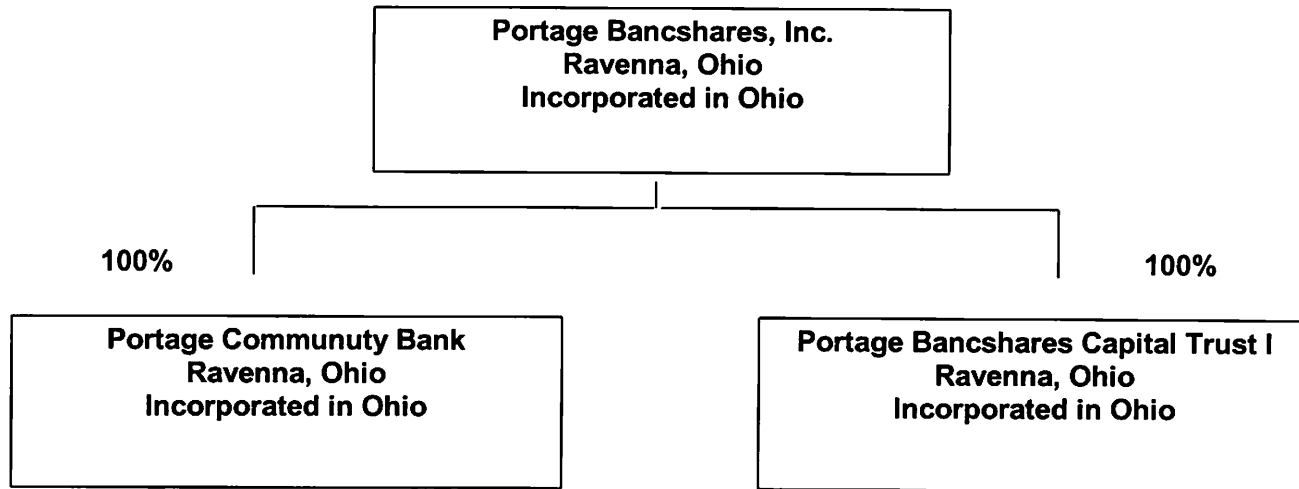 Portage Bancshares, Inc.
Ravenna, Ohio
Incorporated in Ohio
100%
100%
Portage Communuty Bank
Ravenna, Ohio
Incorporated in Ohio
Portage Bancshares Capital Trust I
Ravenna, Ohio
Incorporated in Ohio